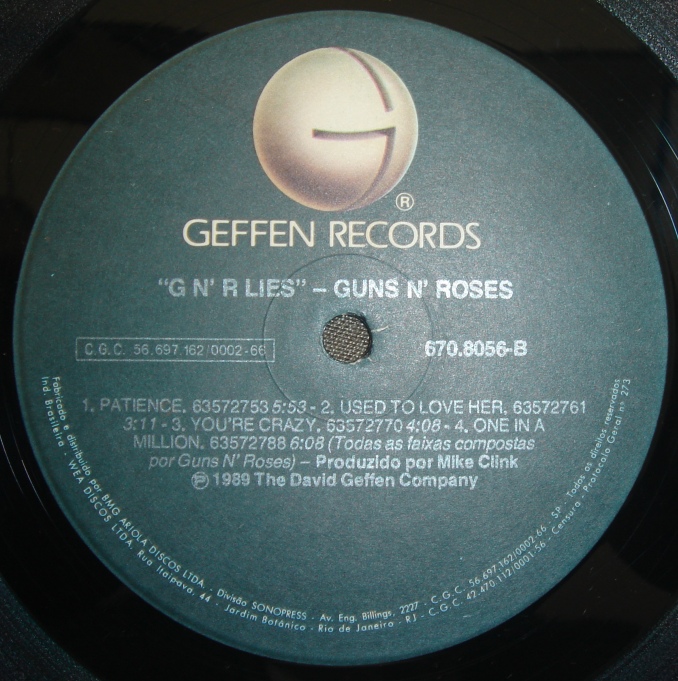 ®
GEFFEN RECORDS
"G N' R LIES" – GUNS N' ROSES
C.G.C. 56.697.162/0002-66
670.8056-B
1. PATIENCE, 63572753 5:53 - 2. USED TO LOVE HER, 63572761
3:11 - 3. YOU'RE CRAZY, 63572770 4:08 - 4. ONE IN A
MILLION, 63572788 6:08 (Todas as faixas compostas
por Guns N' Roses) – Produzido por Mike Clink
℗ 1989 The David Geffen Company
Fabricado e distribuído por BMG ARIOLA DISCOS LTDA. - Divisão SONOPRESS - Av. Eng. Billings, 2227 - C.G.C. 56.697.162/0002-66 - SP - Todos os direitos reservados
Ind. Brasileira - WEA DISCOS LTDA. Rua Itaipava, 44 - Jardim Botânico - Rio de Janeiro - RJ - C.G.C. 42.470.112/0001-56 - Censura - Protocolo Geral nº 273